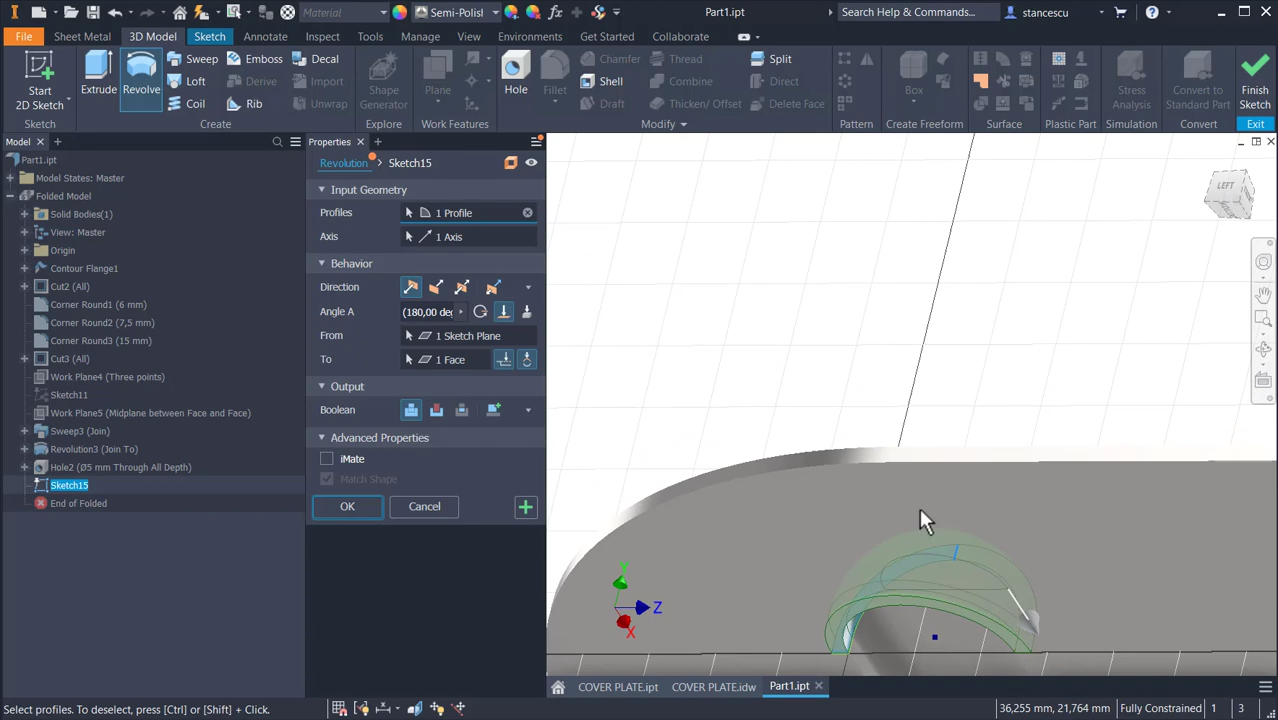 Material
Semi-Polish
Part1.ipt
Search Help & Commands...
stancescu
File
Sheet Metal
3D Model
Sketch
Annotate
Inspect
Tools
Manage
View
Environments
Get Started
Collaborate
Start
2D Sketch
Extrude
Revolve
Sweep
Loft
Coil
Emboss
Derive
Rib
Decal
Import
Unwrap
Shape
Generator
Plane
Hole
Fillet
Chamfer
Shell
Draft
Thread
Combine
Thicken/ Offset
Split
Direct
Delete Face
Box
Stress
Analysis
Convert to
Standard Part
Finish
Sketch
Sketch
Create
Explore
Work Features
Modify
Pattern
Create Freeform
Surface
Plastic Part
Simulation
Convert
Exit
Model
Part1.ipt
Model States: Master
Folded Model
Solid Bodies(1)
View: Master
Origin
Contour Flange1
Cut2 (All)
Corner Round1 (6 mm)
Corner Round2 (7,5 mm)
Corner Round3 (15 mm)
Cut3 (All)
Work Plane4 (Three points)
Sketch11
Work Plane5 (Midplane between Face and Face)
Sweep3 (Join)
Revolution3 (Join To)
Hole2 (Ø5 mm Through All Depth)
Sketch15
End of Folded
Properties
Revolution > Sketch15
Input Geometry
Profiles
1 Profile
Axis
1 Axis
Behavior
Direction
Angle A
(180,00 deg
From
1 Sketch Plane
To
1 Face
Output
Boolean
Advanced Properties
iMate
Match Shape
OK
Cancel
LEFT
Y
Z
X
COVER PLATE.ipt
COVER PLATE.idw
Part1.ipt
Select profiles. To deselect, press [Ctrl] or [Shift] + Click.
36,255 mm, 21,764 mm
Fully Constrained
1
3